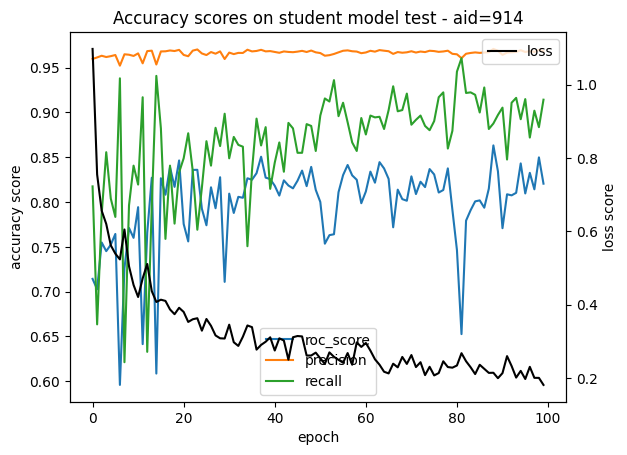 Accuracy scores on student model test - aid=914
loss
0.95
0.90
0.85
0.80
0.75
0.70
0.65
0.60
accuracy score
1.0
0.8
0.6
0.4
0.2
loss score
roc_score
precision
recall
0 20 40 60 80 100
epoch